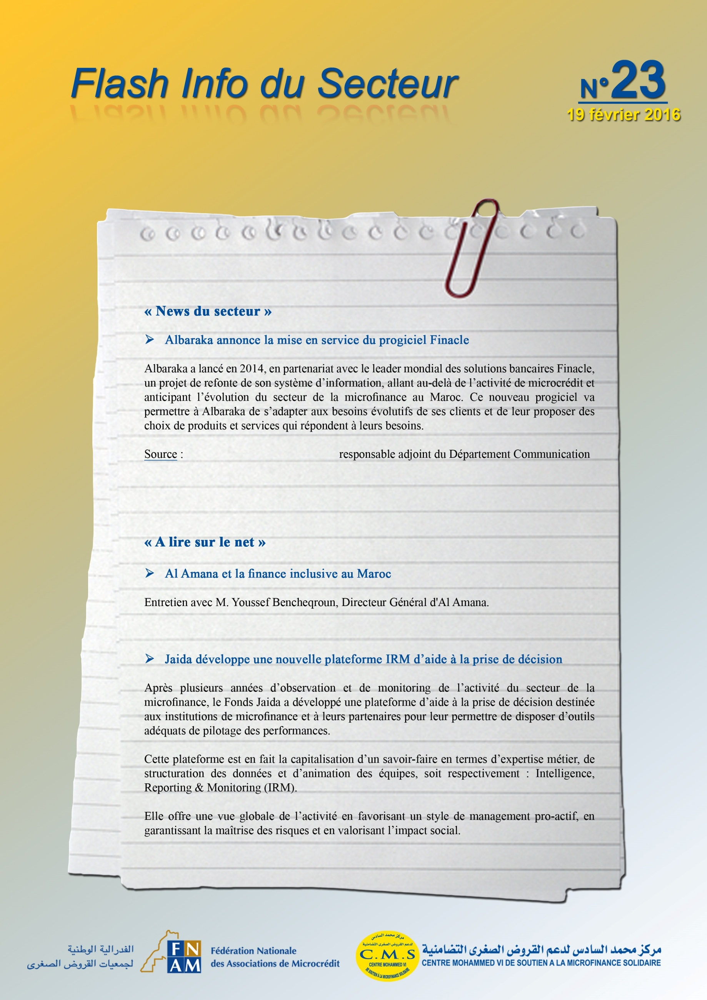 Flash Info du Secteur
N°23
19 février 2016
« News du secteur »
➢ Albaraka annonce la mise en service du progiciel Finacle
Albaraka a lancé en 2014, en partenariat avec le leader mondial des solutions bancaires Finacle,
un projet de refonte de son système d’information, allant au-delà de l’activité de microcrédit et
anticipant l’évolution du secteur de la microfinance au Maroc. Ce nouveau progiciel va
permettre à Albaraka de s’adapter aux besoins évolutifs de ses clients et de leur proposer des
choix de produits et services qui répondent à leurs besoins.
Source : responsable adjoint du Département Communication
« A lire sur le net »
➢ Al Amana et la finance inclusive au Maroc
Entretien avec M. Youssef Bencheqroun, Directeur Général d'Al Amana.
➢ Jaida développe une nouvelle plateforme IRM d’aide à la prise de décision
Après plusieurs années d’observation et de monitoring de l’activité du secteur de la
microfinance, le Fonds Jaida a développé une plateforme d’aide à la prise de décision destinée
aux institutions de microfinance et à leurs partenaires pour leur permettre de disposer d’outils
adéquats de pilotage des performances.
Cette plateforme est en fait la capitalisation d’un savoir-faire en termes d’expertise métier, de
structuration des données et d’animation des équipes, soit respectivement : Intelligence,
Reporting & Monitoring (IRM).
Elle offre une vue globale de l’activité en favorisant un style de management pro-actif, en
garantissant la maîtrise des risques et en valorisant l’impact social.
الفدرالية الوطنية
لجمعيات القروض الصغرى
FN
AM
Fédération Nationale
des Associations de Microcrédit
مركز محمد السادس
لدعم القروض الصغرى التضامنية
C.M.S
CENTRE MOHAMMED VI
DE SOUTIEN À LA MICROFINANCE SOLIDAIRE
مركز محمد السادس لدعم القروض الصغرى التضامنية
CENTRE MOHAMMED VI DE SOUTIEN A LA MICROFINANCE SOLIDAIRE